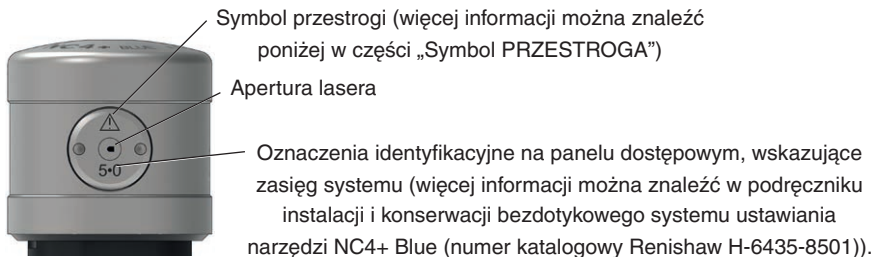 NC4+ BLUE
Symbol przestrogi (więcej informacji można znaleźć
poniżej w części „Symbol PRZESTROGA”)
Apertura lasera
5•0
Oznaczenia identyfikacyjne na panelu dostępowym, wskazujące
zasięg systemu (więcej informacji można znaleźć w podręczniku
instalacji i konserwacji bezdotykowego systemu ustawiania
narzędzi NC4+ Blue (numer katalogowy Renishaw H-6435-8501)).